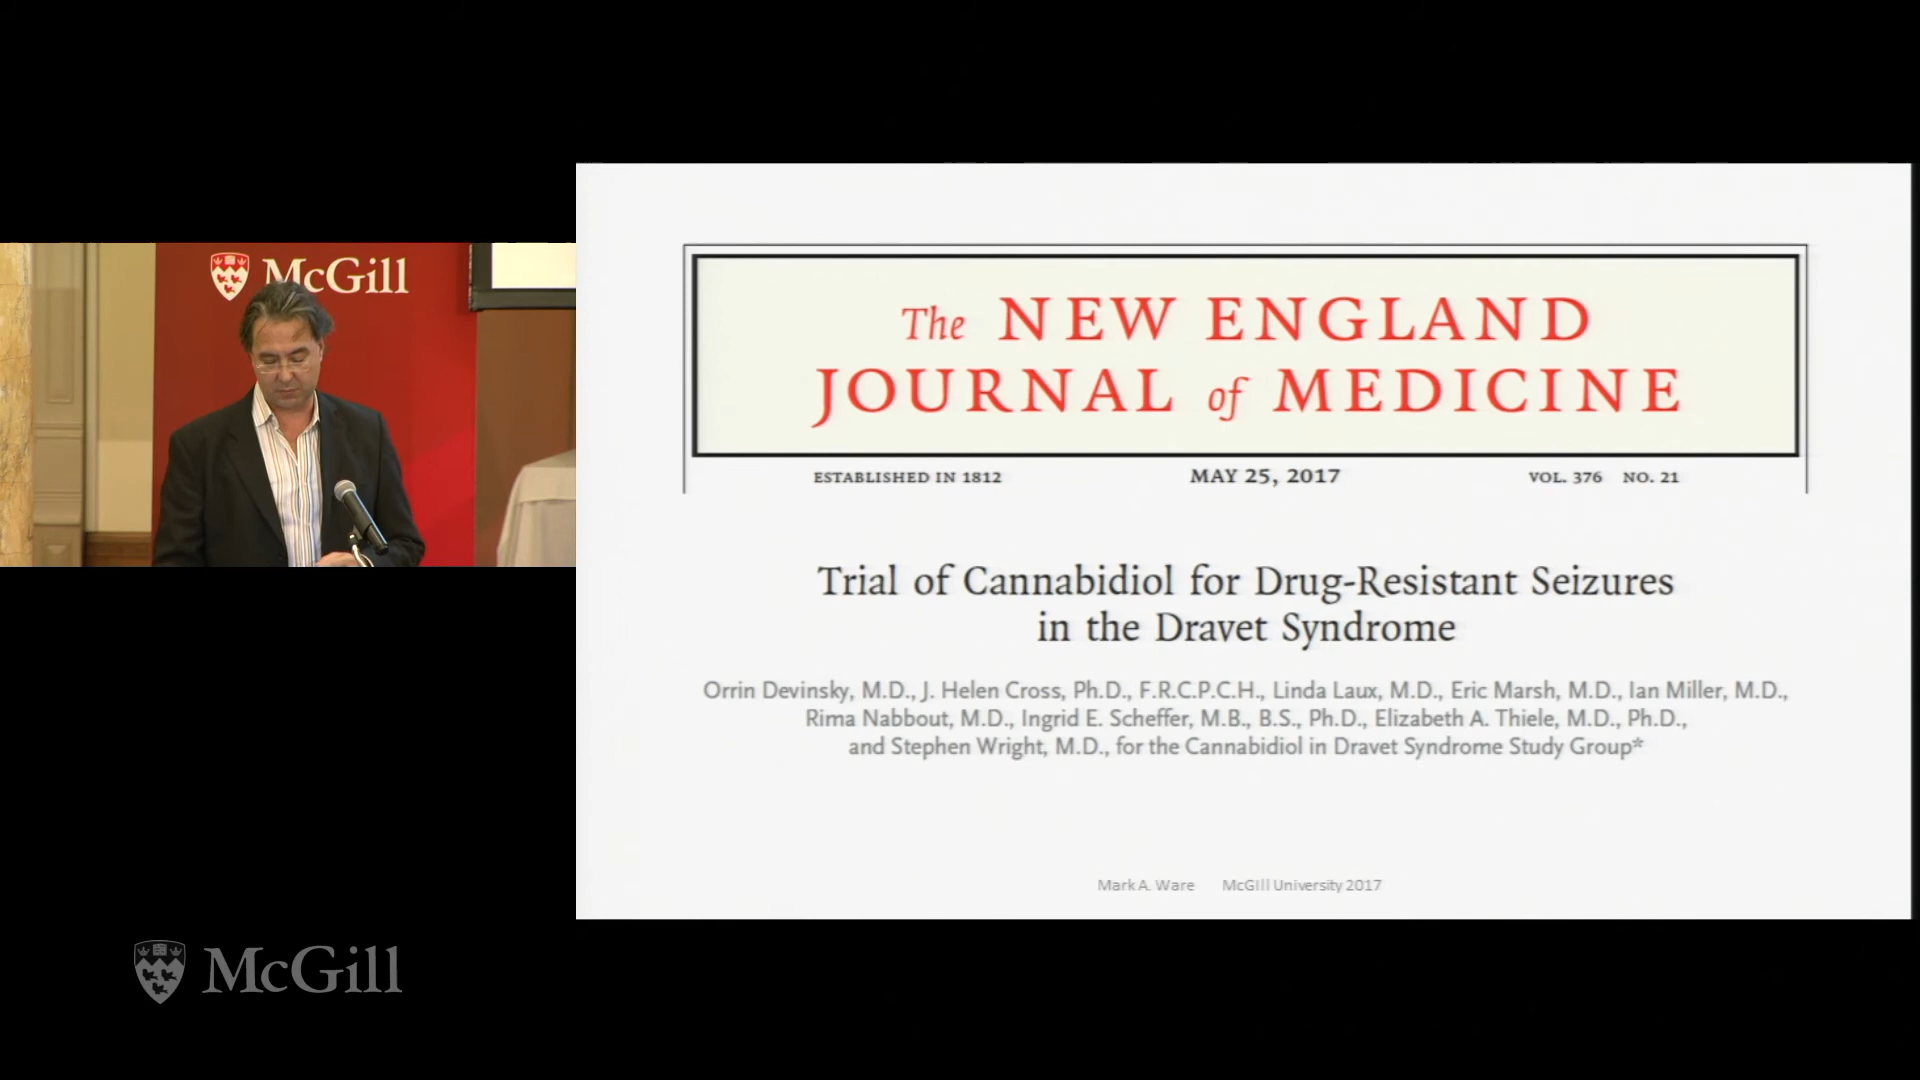 McGill
The NEW ENGLAND
JOURNAL of MEDICINE
ESTABLISHED IN 1812 MAY 25, 2017 VOL. 376 NO. 21
Trial of Cannabidiol for Drug-Resistant Seizures
in the Dravet Syndrome
Orrin Devinsky, M.D., J. Helen Cross, Ph.D., F.R.C.P.C.H., Linda Laux, M.D., Eric Marsh, M.D., Ian Miller, M.D.,
Rima Nabbout, M.D., Ingrid E. Scheffer, M.B., B.S., Ph.D., Elizabeth A. Thiele, M.D., Ph.D.,
and Stephen Wright, M.D., for the Cannabidiol in Dravet Syndrome Study Group*
Mark A. Ware McGill University 2017
McGill